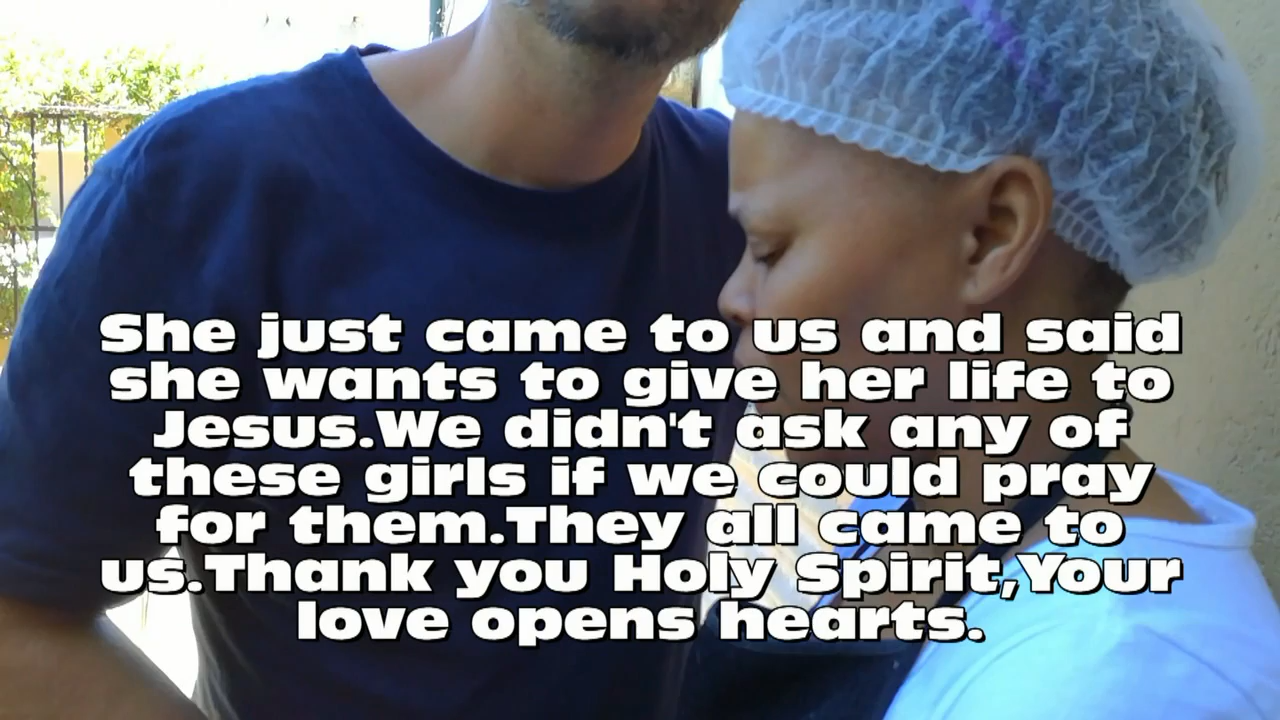 She just came to us and said
she wants to give her life to
Jesus.We didn't ask any of
these girls if we could pray
for them.They all came to
us.Thank you Holy Spirit,Your
love opens hearts.